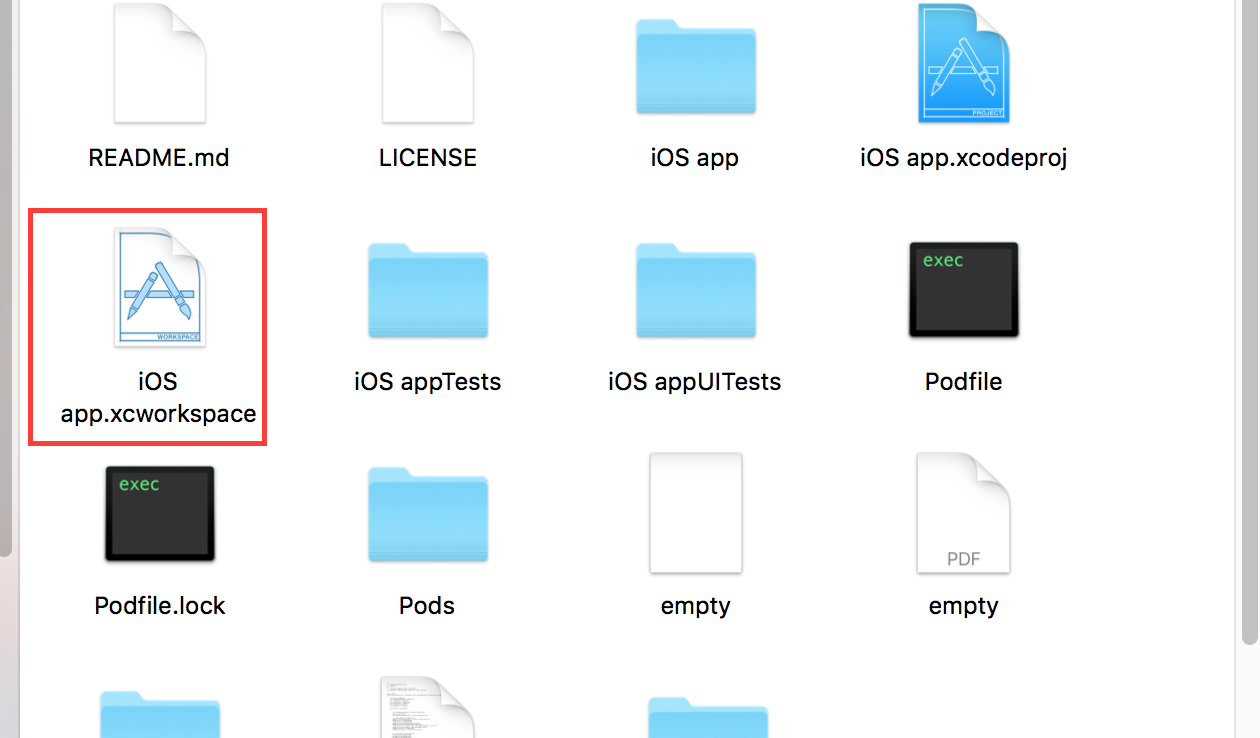 PROJECT
README.md
LICENSE
iOS app
iOS app.xcodeproj
WORKSPACE
exec
iOS
app.xcworkspace
iOS appTests
iOS appUITests
Podfile
exec
PDF
Podfile.lock
Pods
empty
empty